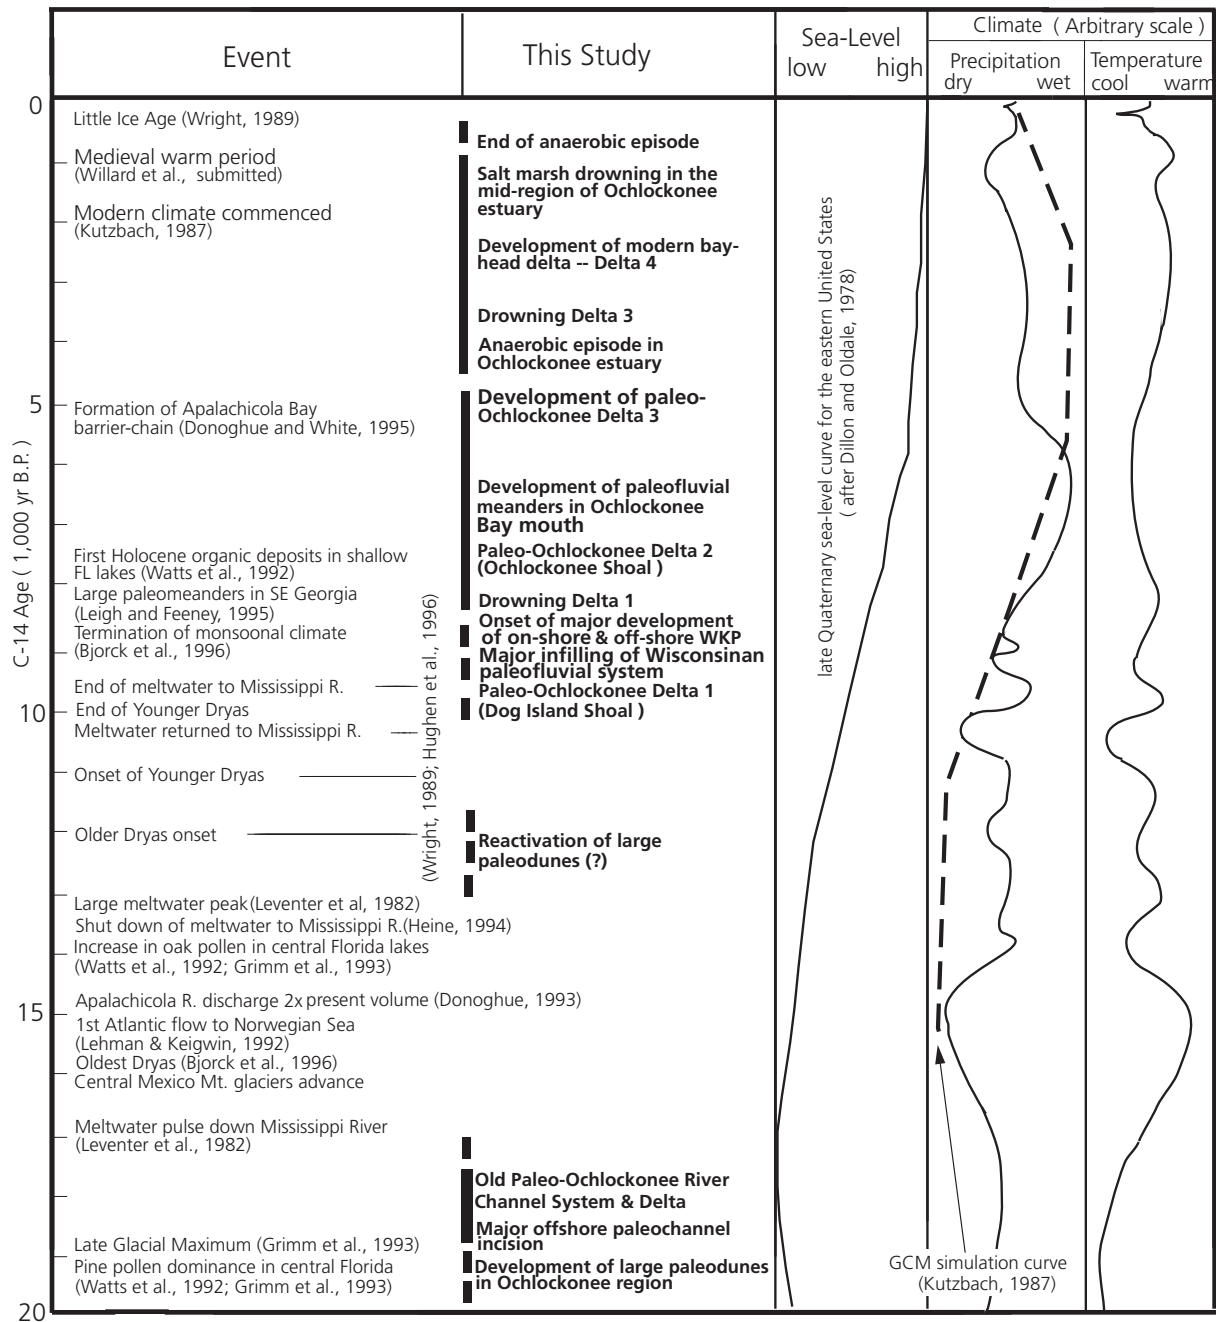 Event
This Study
Sea-Level
low high
Climate ( Arbitrary scale )
Precipitation
dry wet
Temperature
cool warm
C-14 Age ( 1,000 yr B.P. )
0
5
10
15
20
Little Ice Age (Wright, 1989)
Medieval warm period
(Willard et al., submitted)
Modern climate commenced
(Kutzbach, 1987)
Formation of Apalachicola Bay
barrier-chain (Donoghue and White, 1995)
First Holocene organic deposits in shallow
FL lakes (Watts et al., 1992)
Large paleomeanders in SE Georgia
(Leigh and Feeney, 1995)
Termination of monsoonal climate
(Bjorck et al., 1996)
End of meltwater to Mississippi R.
End of Younger Dryas
Meltwater returned to Mississippi R.
Onset of Younger Dryas
Older Dryas onset
(Wright, 1989; Hughen et al., 1996)
Large meltwater peak (Leventer et al, 1982)
Shut down of meltwater to Mississippi R.(Heine, 1994)
Increase in oak pollen in central Florida lakes
(Watts et al., 1992; Grimm et al., 1993)
Apalachicola R. discharge 2x present volume (Donoghue, 1993)
1st Atlantic flow to Norwegian Sea
(Lehman & Keigwin, 1992)
Oldest Dryas (Bjorck et al., 1996)
Central Mexico Mt. glaciers advance
Meltwater pulse down Mississippi River
(Leventer et al., 1982)
Late Glacial Maximum (Grimm et al., 1993)
Pine pollen dominance in central Florida
(Watts et al., 1992; Grimm et al., 1993)
End of anaerobic episode
Salt marsh drowning in the
mid-region of Ochlockonee
estuary
Development of modern bay-
head delta -- Delta 4
Drowning Delta 3
Anaerobic episode in
Ochlockonee estuary
Development of paleo-
Ochlockonee Delta 3
Development of paleofluvial
meanders in Ochlockonee
Bay mouth
Paleo-Ochlockonee Delta 2
(Ochlockonee Shoal )
Drowning Delta 1
Onset of major development
of on-shore & off-shore WKP
Major infilling of Wisconsinan
paleofluvial system
Paleo-Ochlockonee Delta 1
(Dog Island Shoal )
Reactivation of large
paleodunes (?)
Old Paleo-Ochlockonee River
Channel System & Delta
Major offshore paleochannel
incision
Development of large paleodunes
in Ochlockonee region
late Quaternary sea-level curve for the eastern United States
( after Dillon and Oldale, 1978)
GCM simulation curve
(Kutzbach, 1987)